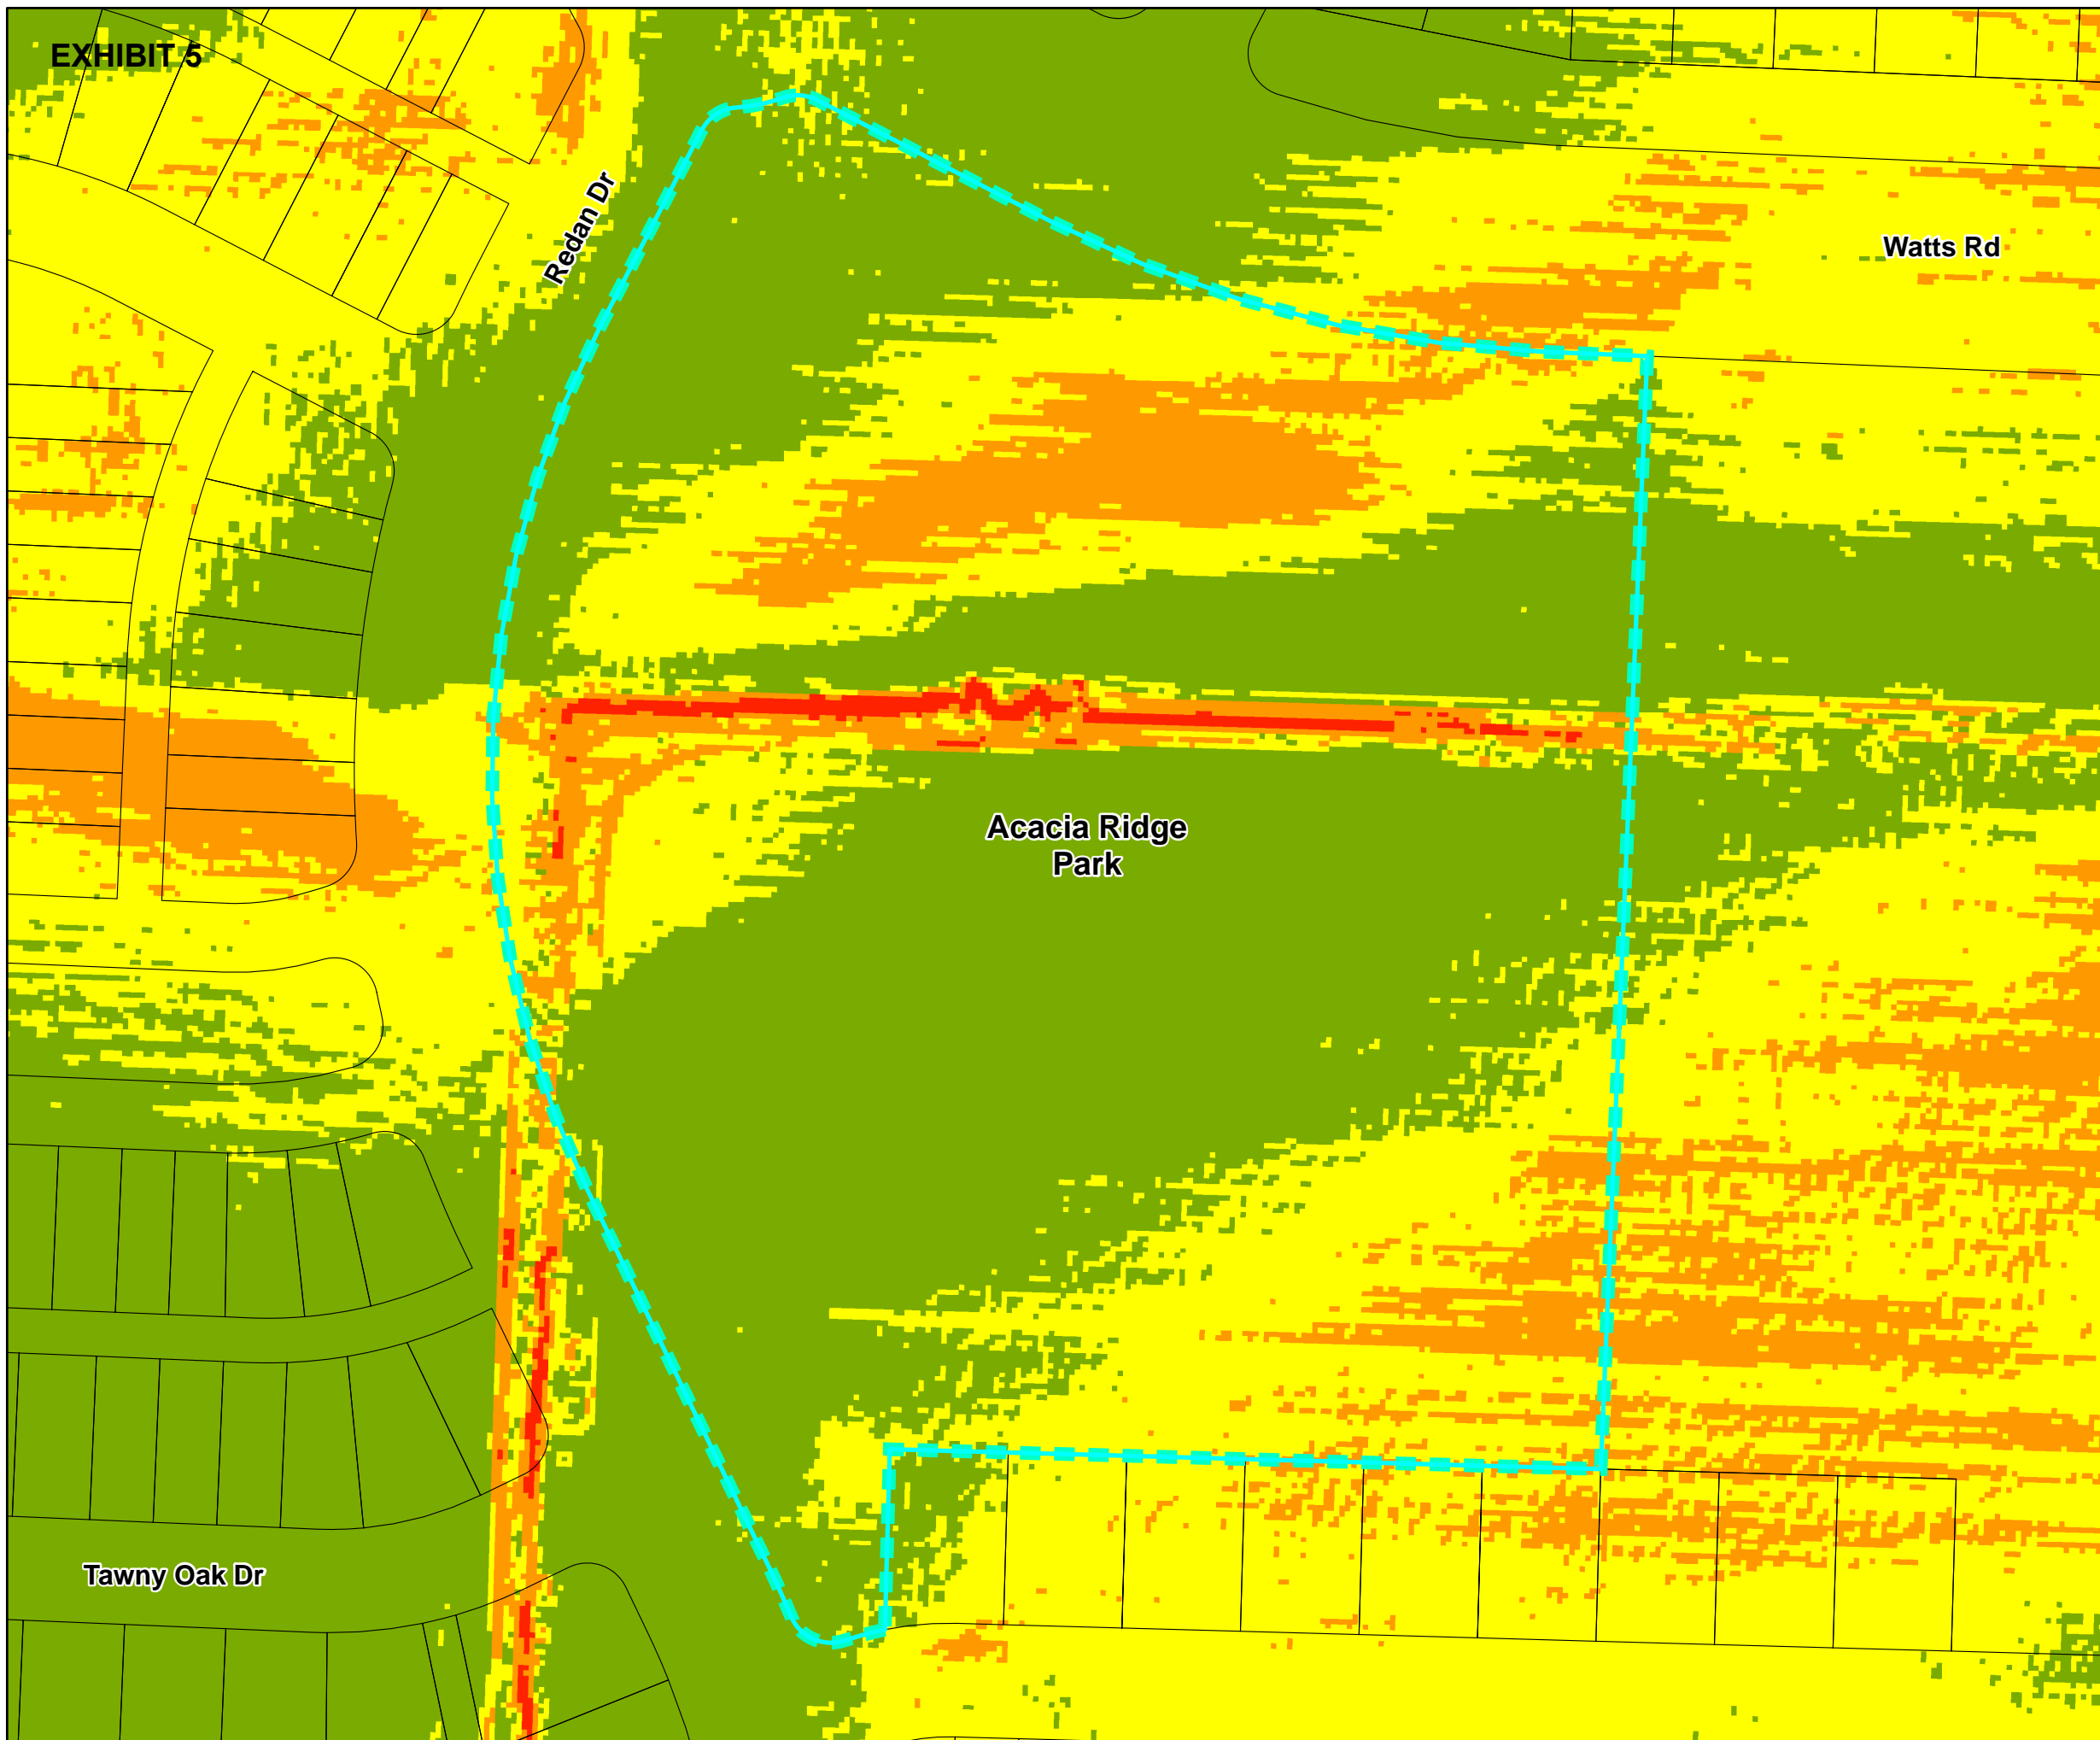 EXHIBIT 5
Redan Dr
Watts Rd
Acacia Ridge
Park
Tawny Oak Dr